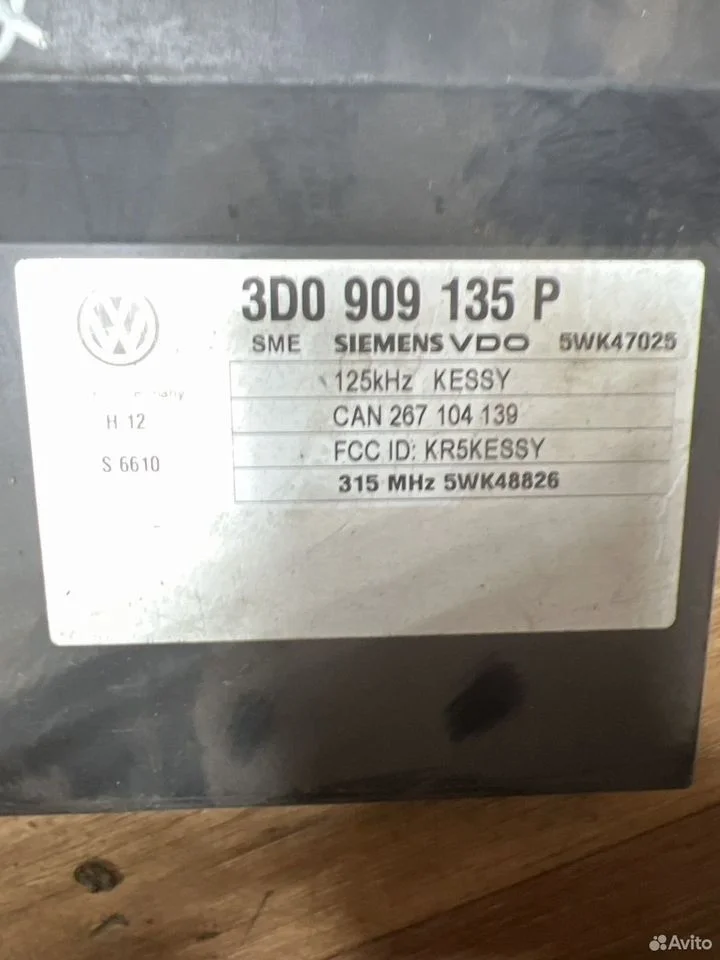 3D0 909 135 P
SME SIEMENS VDO 5WK47025
125kHz KESSY
H 12
CAN 267 104 139
FCC ID: KR5KESSY
S 6610
315 MHz 5WK48826
Avito